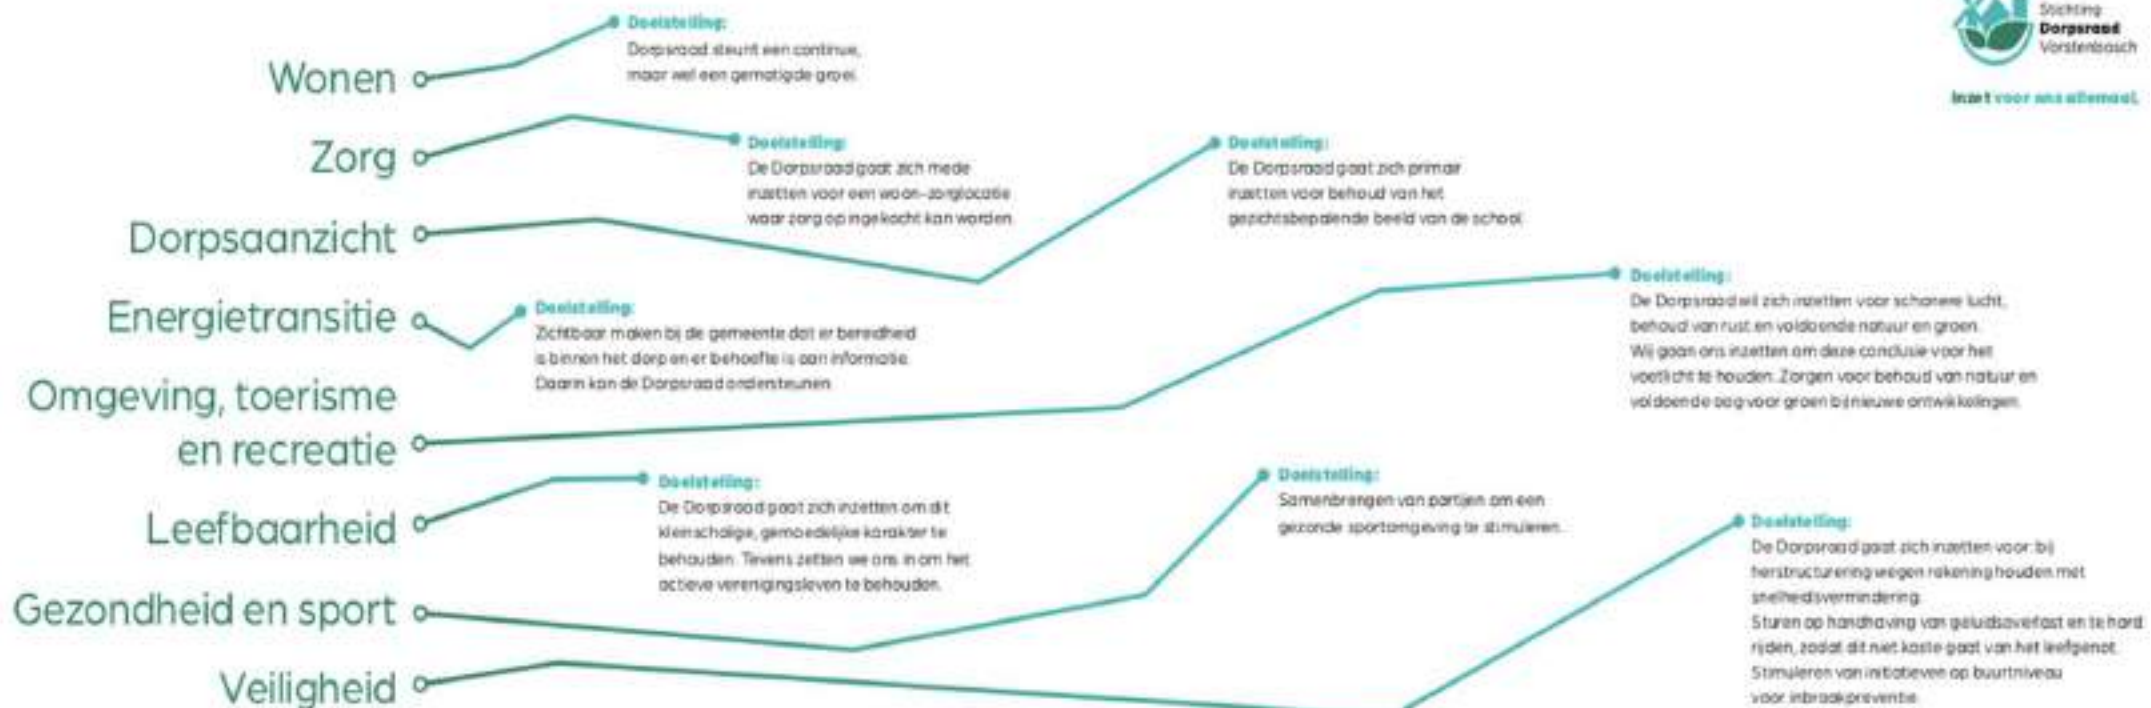 Wonen
Doelstelling:
Dorpsraad steunt een continue,
maar wel een gematigde groei.
Stichting
Dorpsraad
Vorstenbosch
Inzet voor ons allemaal.
Zorg
Doelstelling:
De Dorpsraad gaat zich mede
inzetten voor een woon-zorglocatie
waar zorg op ingekocht kan worden
Dorpsaanzicht
Doelstelling:
De Dorpsraad gaat zich primair
inzetten voor behoud van het
gezichtsbepalende beeld van de school
Energietransitie
Doelstelling:
Zichtbaar maken bij de gemeente dat er bereidheid
is binnen het dorp en er behoefte is aan informatie.
Daarin kan de Dorpsraad ondersteunen
Omgeving, toerisme
en recreatie
Doelstelling:
De Dorpsraad wil zich inzetten voor schonere lucht,
behoud van rust en voldoende natuur en groen.
Wij gaan ons inzetten om deze conclusie voor het
voetlicht te houden. Zorgen voor behoud van natuur en
voldoende oog voor groen bij nieuwe ontwikkelingen.
Leefbaarheid
Doelstelling:
De Dorpsraad gaat zich inzetten om dit
kleinschalige, gemoedelijke karakter te
behouden. Tevens zetten we ons in om het
actieve verenigingsleven te behouden.
Gezondheid en sport
Doelstelling:
Samenbrengen van partijen om een
gezonde sportomgeving te stimuleren.
Veiligheid
Doelstelling:
De Dorpsraad gaat zich inzetten voor: bij
herstructurering wegen rekening houden met
snelheidsvermindering.
Sturen op handhaving van geluidsoverlast en te hard
rijden, zodat dit niet koste gaat van het leefgenot.
Stimuleren van initiatieven op buurtniveau
voor inbraakpreventie.